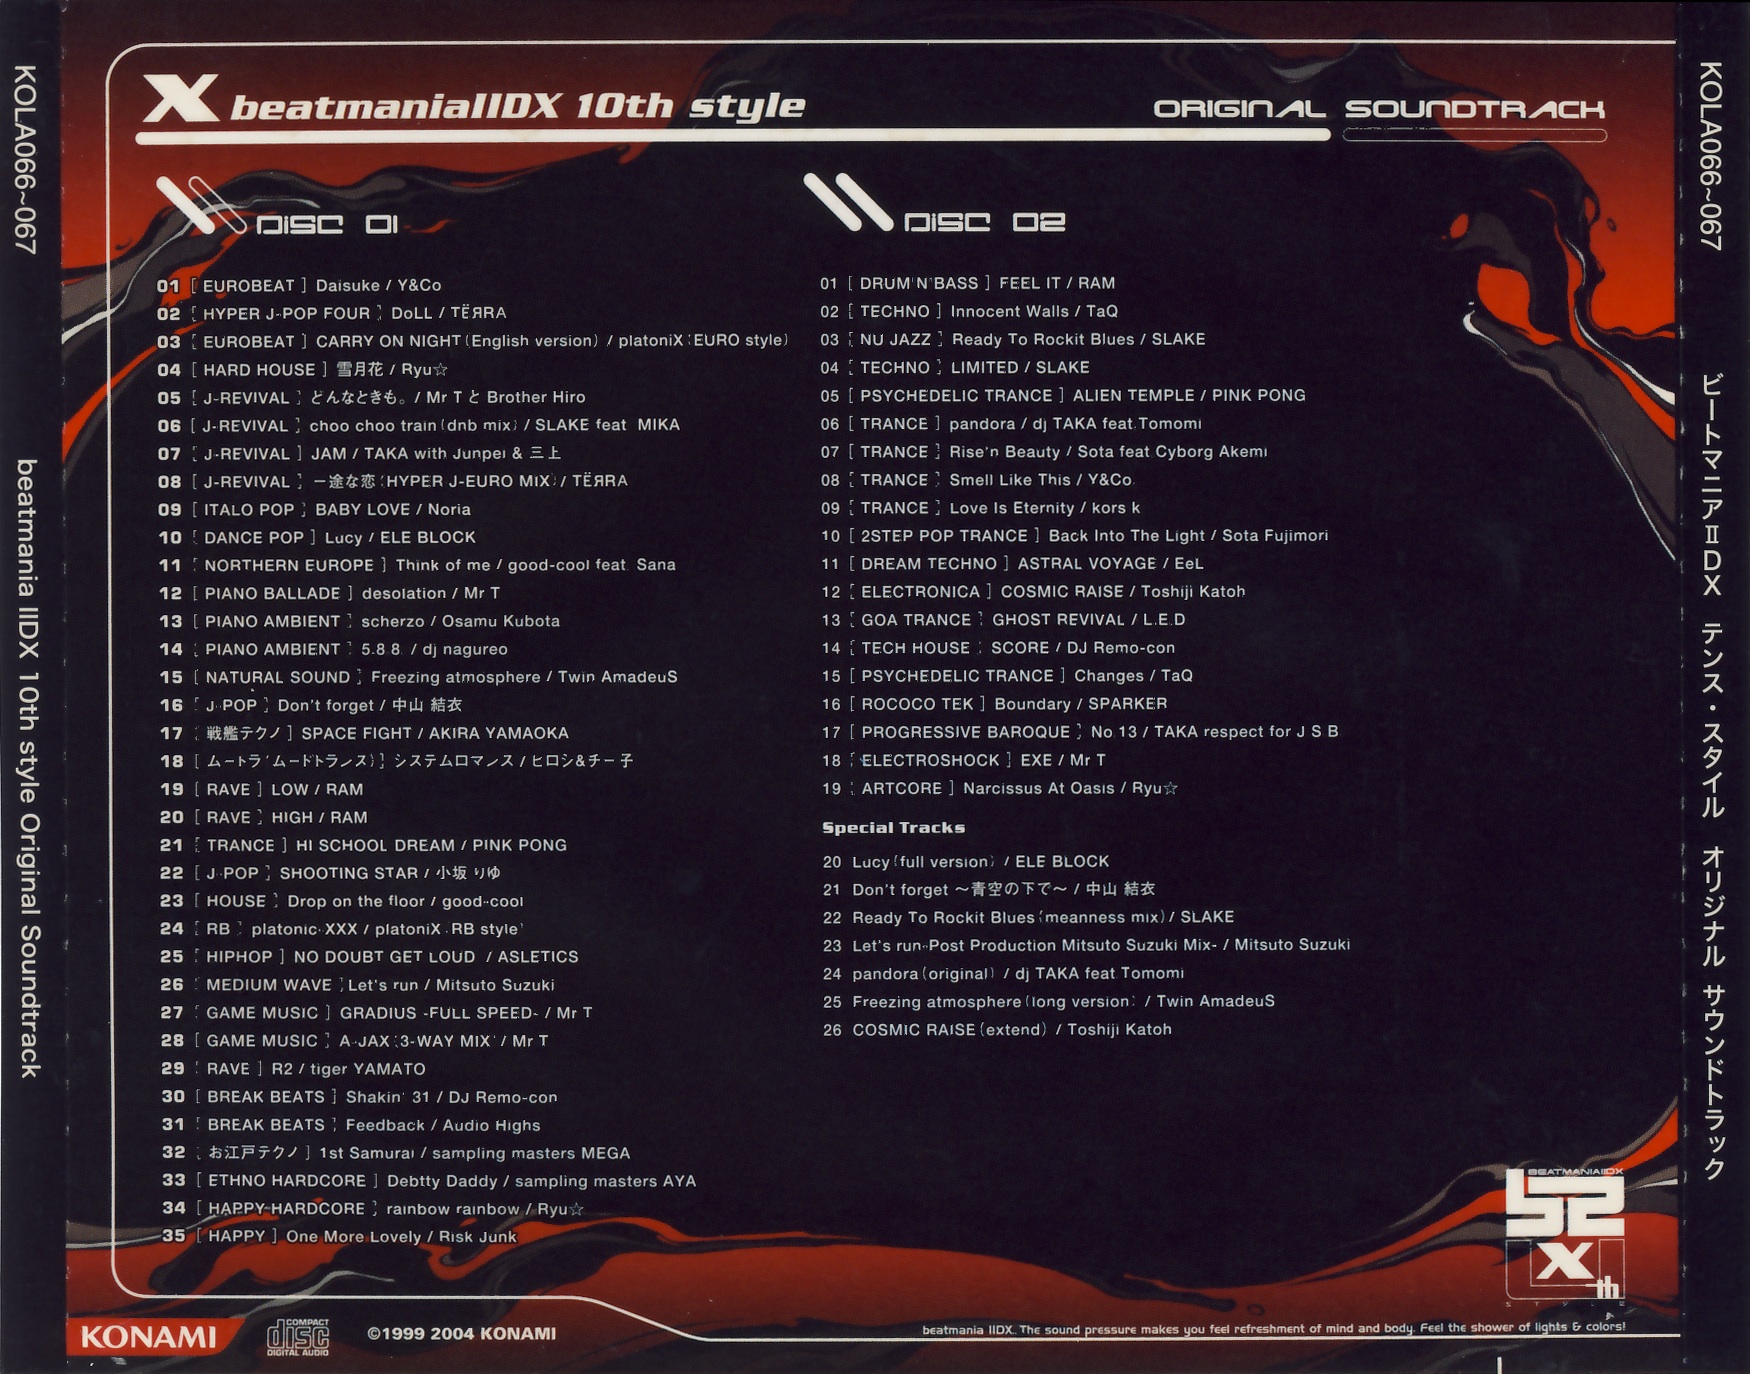 KOLA066~067
beatmania IIDX 10th style Original Soundtrack
X beatmaniaIIDX 10th style
ORIGINAL SOUNDTRACK
DISC 01
01 [ EUROBEAT ] Daisuke / Y&Co
02 [ HYPER J-POP FOUR ] DoLL / TЁЯRA
03 [ EUROBEAT ] CARRY ON NIGHT (English version) / platoniX (EURO style)
04 [ HARD HOUSE ] 雪月花 / Ryu☆
05 [ J-REVIVAL ] どんなときも。 / Mr T と Brother Hiro
06 [ J-REVIVAL ] choo choo train (dnb mix) / SLAKE feat MIKA
07 [ J-REVIVAL ] JAM / TAKA with Junpei & 三上
08 [ J-REVIVAL ] 一途な恋 (HYPER J-EURO MIX) / TЁЯRA
09 [ ITALO POP ] BABY LOVE / Noria
10 [ DANCE POP ] Lucy / ELE BLOCK
11 [ NORTHERN EUROPE ] Think of me / good-cool feat. Sana
12 [ PIANO BALLADE ] desolation / Mr T
13 [ PIANO AMBIENT ] scherzo / Osamu Kubota
14 [ PIANO AMBIENT ] 5.8.8. / dj nagureo
15 [ NATURAL SOUND ] Freezing atmosphere / Twin AmadeuS
16 [ J-POP ] Don't forget / 中山 結衣
17 [ 戦艦テクノ ] SPACE FIGHT / AKIRA YAMAOKA
18 [ ムートラ(ムードトランス) ] システムロマンス / ヒロシ&チー子
19 [ RAVE ] LOW / RAM
20 [ RAVE ] HIGH / RAM
21 [ TRANCE ] HI SCHOOL DREAM / PINK PONG
22 [ J-POP ] SHOOTING STAR / 小坂 りゆ
23 [ HOUSE ] Drop on the floor / good-cool
24 [ RB ] platonic-XXX / platoniX (RB style)
25 [ HIPHOP ] NO DOUBT GET LOUD / ASLETICS
26 [ MEDIUM WAVE ] Let's run / Mitsuto Suzuki
27 [ GAME MUSIC ] GRADIUS -FULL SPEED- / Mr T
28 [ GAME MUSIC ] A-JAX (3-WAY MIX) / Mr T
29 [ RAVE ] R2 / tiger YAMATO
30 [ BREAK BEATS ] Shakin' 31 / DJ Remo-con
31 [ BREAK BEATS ] Feedback / Audio Highs
32 [ お江戸テクノ ] 1st Samurai / sampling masters MEGA
33 [ ETHNO HARDCORE ] Debtty Daddy / sampling masters AYA
34 [ HAPPY HARDCORE ] rainbow rainbow / Ryu☆
35 [ HAPPY ] One More Lovely / Risk Junk
DISC 02
01 [ DRUM'N'BASS ] FEEL IT / RAM
02 [ TECHNO ] Innocent Walls / TaQ
03 [ NU JAZZ ] Ready To Rockit Blues / SLAKE
04 [ TECHNO ] LIMITED / SLAKE
05 [ PSYCHEDELIC TRANCE ] ALIEN TEMPLE / PINK PONG
06 [ TRANCE ] pandora / dj TAKA feat.Tomomi
07 [ TRANCE ] Rise'n Beauty / Sota feat.Cyborg Akemi
08 [ TRANCE ] Smell Like This / Y&Co.
09 [ TRANCE ] Love Is Eternity / kors k
10 [ 2STEP POP TRANCE ] Back Into The Light / Sota Fujimori
11 [ DREAM TECHNO ] ASTRAL VOYAGE / EeL
12 [ ELECTRONICA ] COSMIC RAISE / Toshiji Katoh
13 [ GOA TRANCE ] GHOST REVIVAL / L.E.D
14 [ TECH HOUSE ] SCORE / DJ Remo-con
15 [ PSYCHEDELIC TRANCE ] Changes / TaQ
16 [ ROCOCO TEK ] Boundary / SPARKER
17 [ PROGRESSIVE BAROQUE ] No.13 / TAKA respect for J S B
18 [ ELECTROSHOCK ] EXE / Mr T
19 [ ARTCORE ] Narcissus At Oasis / Ryu☆
Special Tracks
20 Lucy (full version) / ELE BLOCK
21 Don't forget ～青空の下で～ / 中山 結衣
22 Ready To Rockit Blues (meanness mix) / SLAKE
23 Let's run-Post Production Mitsuto Suzuki Mix- / Mitsuto Suzuki
24 pandora (original) / dj TAKA feat.Tomomi
25 Freezing atmosphere (long version) / Twin AmadeuS
26 COSMIC RAISE (extend) / Toshiji Katoh
BEATMANIAIIDX
X
th
STYLE
KONAMI
COMPACT
disc
DIGITAL AUDIO
©1999 2004 KONAMI
beatmania IIDX. The sound pressure makes you feel refreshment of mind and body. Feel the shower of lights & colors!
KOLA066~067
ビートマニアⅡDX テンス・スタイル オリジナル サウンドトラック